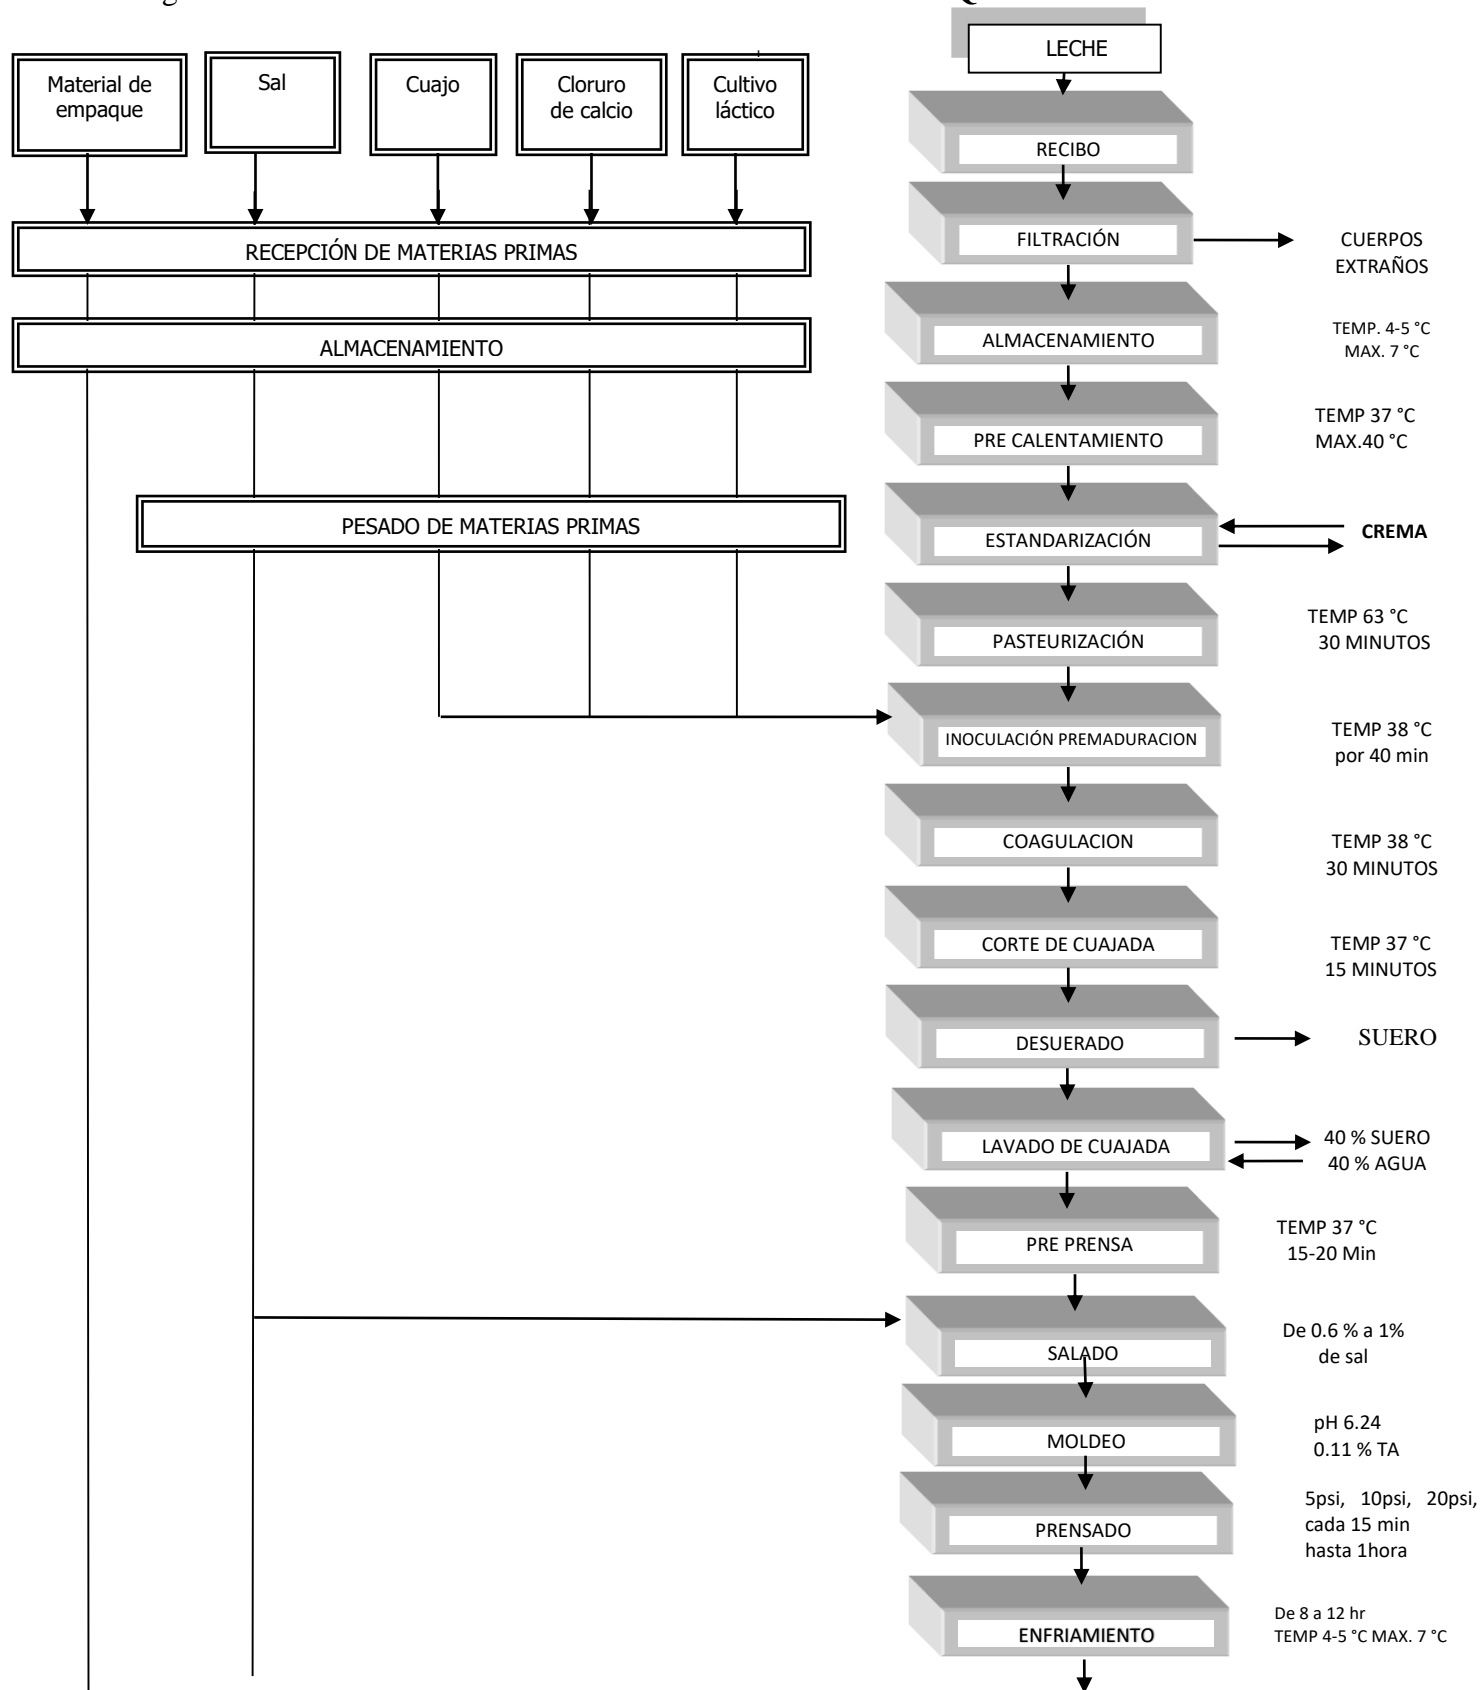 LECHE
Material de
empaque
Sal
Cuajo
Cloruro
de calcio
Cultivo
láctico
RECIBO
RECEPCIÓN DE MATERIAS PRIMAS
FILTRACIÓN
CUERPOS
EXTRAÑOS
ALMACENAMIENTO
ALMACENAMIENTO
TEMP. 4-5 °C
MAX. 7 °C
PRE CALENTAMIENTO
TEMP 37 °C
MAX.40 °C
PESADO DE MATERIAS PRIMAS
ESTANDARIZACIÓN
CREMA
PASTEURIZACIÓN
TEMP 63 °C
30 MINUTOS
INOCULACIÓN PREMADURACION
TEMP 38 °C
por 40 min
COAGULACION
TEMP 38 °C
30 MINUTOS
CORTE DE CUAJADA
TEMP 37 °C
15 MINUTOS
DESUERADO
SUERO
LAVADO DE CUAJADA
40 % SUERO
40 % AGUA
PRE PRENSA
TEMP 37 °C
15-20 Min
SALADO
De 0.6 % a 1%
de sal
MOLDEO
pH 6.24
0.11 % TA
PRENSADO
5psi, 10psi, 20psi,
cada 15 min
hasta 1hora
ENFRIAMIENTO
De 8 a 12 hr
TEMP 4-5 °C MAX. 7 °C